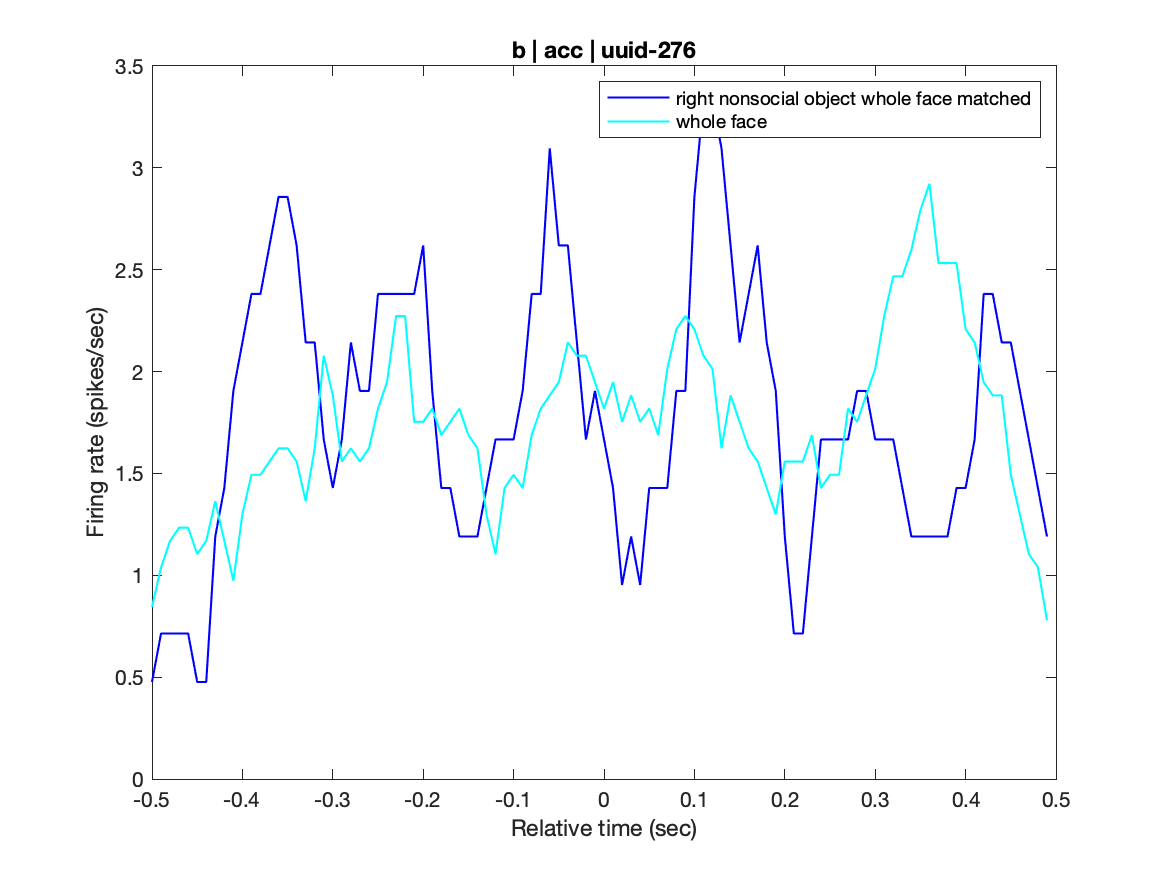 b | acc | uuid-276
3.5
3
2.5
2
1.5
1
0.5
0
Firing rate (spikes/sec)
right nonsocial object whole face matched
whole face
-0.5 -0.4 -0.3 -0.2 -0.1 0 0.1 0.2 0.3 0.4 0.5
Relative time (sec)